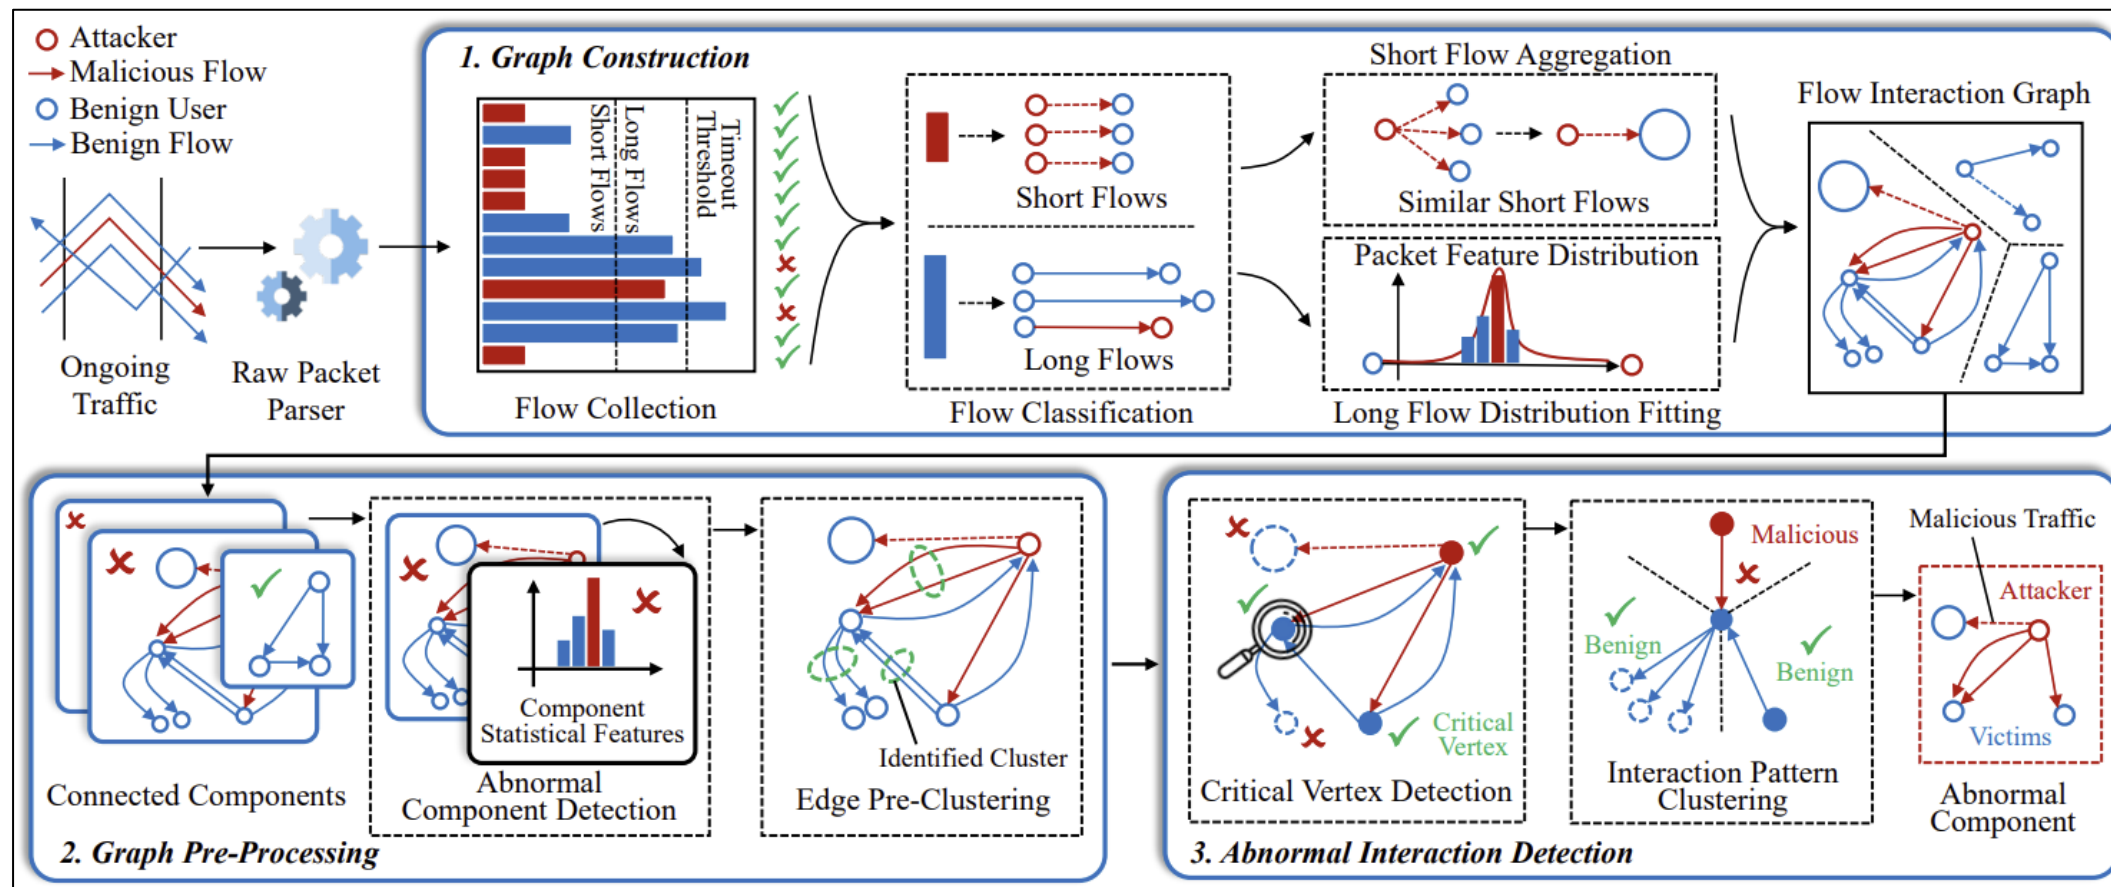 Attacker
Malicious Flow
Benign User
Benign Flow
Ongoing
Traffic
Raw Packet
Parser
1. Graph Construction
Short Flows
Long Flows
Timeout
Threshold
Flow Collection
Short Flows
Long Flows
Flow Classification
Short Flow Aggregation
Similar Short Flows
Packet Feature Distribution
Long Flow Distribution Fitting
Flow Interaction Graph
Connected Components
Component
Statistical Features
Abnormal
Component Detection
Identified Cluster
Edge Pre-Clustering
2. Graph Pre-Processing
Critical
Vertex
Critical Vertex Detection
Malicious
Benign
Benign
Interaction Pattern
Clustering
Malicious Traffic
Attacker
Victims
Abnormal
Component
3. Abnormal Interaction Detection